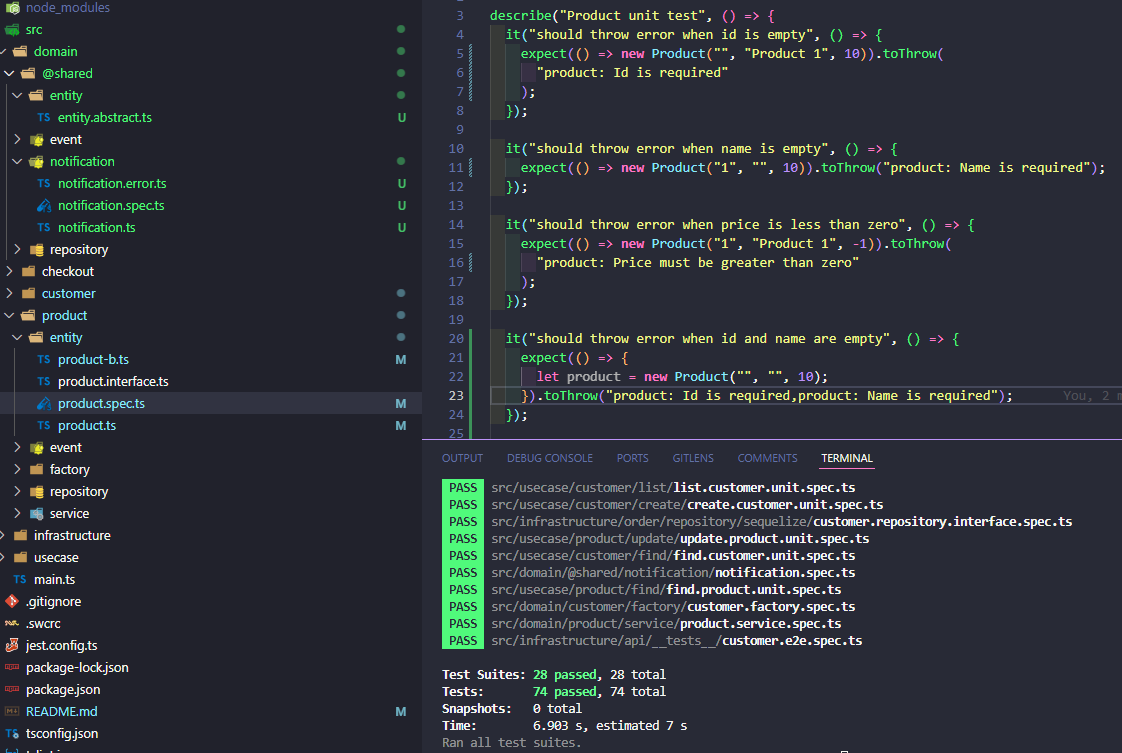 node_modules
src
domain
@shared
entity
TS entity.abstract.ts U
event
notification
TS notification.error.ts U
notification.spec.ts U
TS notification.ts U
repository
checkout
customer
product
entity
TS product-b.ts M
TS product.interface.ts
product.spec.ts M
TS product.ts M
event
factory
repository
service
infrastructure
usecase
TS main.ts
.gitignore
.swcrc
jest.config.ts
package-lock.json
package.json
README.md M
tsconfig.json
3 describe("Product unit test", () => {
4 it("should throw error when id is empty", () => {
5 expect(() => new Product("", "Product 1", 10)).toThrow(
6 "product: Id is required"
7 );
8 });
9
10 it("should throw error when name is empty", () => {
11 expect(() => new Product("1", "", 10)).toThrow("product: Name is required");
12 });
13
14 it("should throw error when price is less than zero", () => {
15 expect(() => new Product("1", "Product 1", -1)).toThrow(
16 "product: Price must be greater than zero"
17 );
18 });
19
20 it("should throw error when id and name are empty", () => {
21 expect(() => {
22 let product = new Product("", "", 10);
23 }).toThrow("product: Id is required,product: Name is required"); You, 2 m
24 });
25
OUTPUT DEBUG CONSOLE PORTS GITLENS COMMENTS TERMINAL
PASS src/usecase/customer/list/list.customer.unit.spec.ts
PASS src/usecase/customer/create/create.customer.unit.spec.ts
PASS src/infrastructure/order/repository/sequelize/customer.repository.interface.spec.ts
PASS src/usecase/product/update/update.product.unit.spec.ts
PASS src/usecase/customer/find/find.customer.unit.spec.ts
PASS src/domain/@shared/notification/notification.spec.ts
PASS src/usecase/product/find/find.product.unit.spec.ts
PASS src/domain/customer/factory/customer.factory.spec.ts
PASS src/domain/product/service/product.service.spec.ts
PASS src/infrastructure/api/__tests__/customer.e2e.spec.ts
Test Suites: 28 passed, 28 total
Tests: 74 passed, 74 total
Snapshots: 0 total
Time: 6.903 s, estimated 7 s
Ran all test suites.